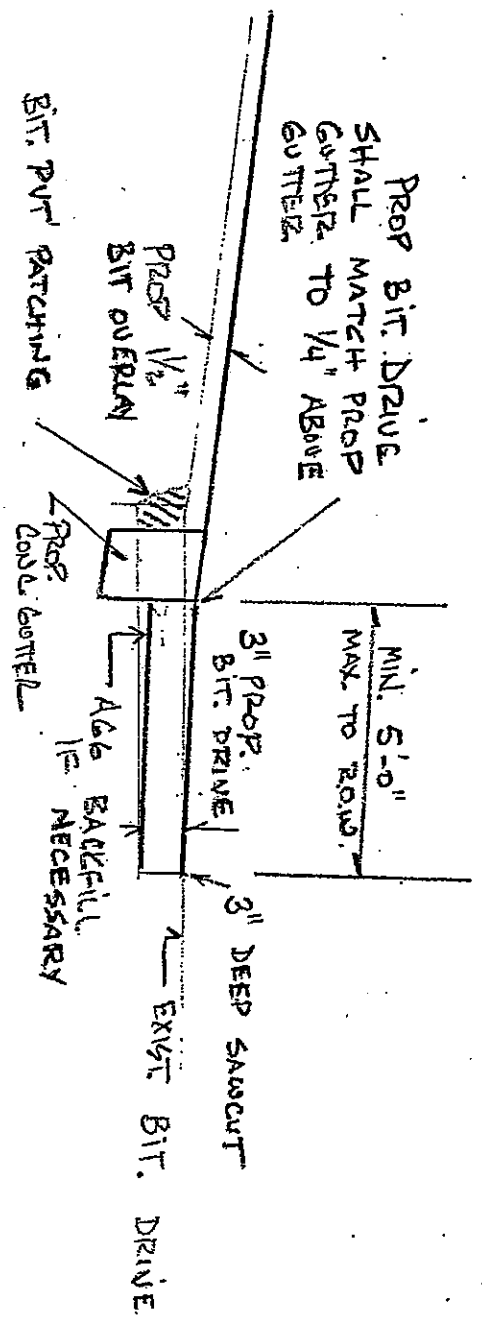 PROP BIT. DRIVE
SHALL MATCH PROP
GUTTER TO 1/4" ABOVE
GUTTER
MIN. 5'-0"
MAX. TO R.O.W.
PROP 1 1/2"
BIT OVERLAY
BIT. PVT PATCHING
PROP.
CONC. GUTTER
3" PROP.
BIT. DRIVE
3" DEEP SAWCUT
AGG BACKFILL
IF NECESSARY
EXIST. BIT. DRIVE